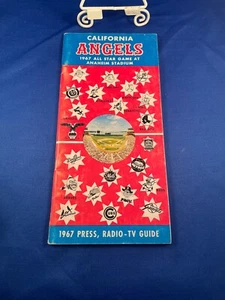 CALIFORNIA
ANGELS
1967 ALL STAR GAME AT
ANAHEIM STADIUM
1967 PRESS, RADIO-TV GUIDE